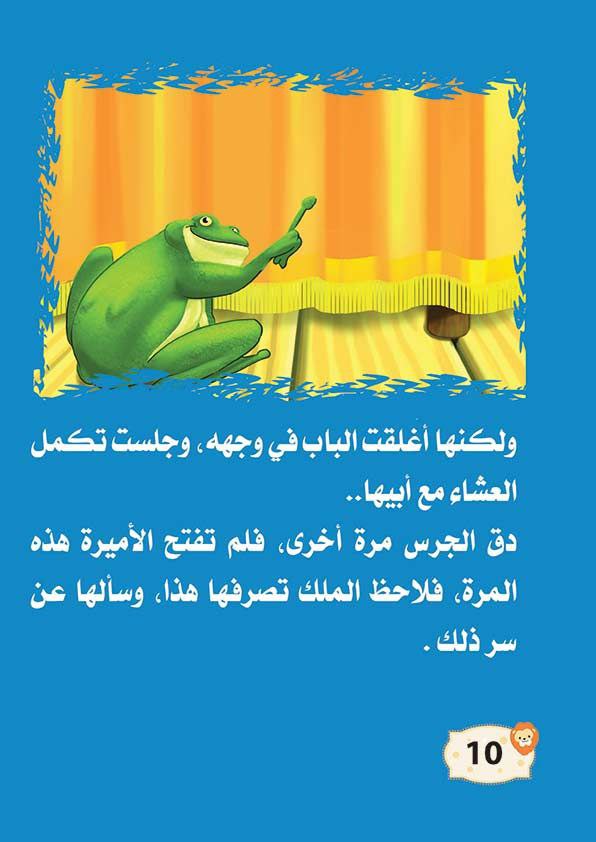 ولكنها أغلقت الباب في وجهه، وجلست تكمل
العشاء مع أبيها..
دق الجرس مرة أخرى، فلم تفتح الأميرة هذه
المرة، فلاحظ الملك تصرفها هذا، وسألها عن
سر ذلك .
10